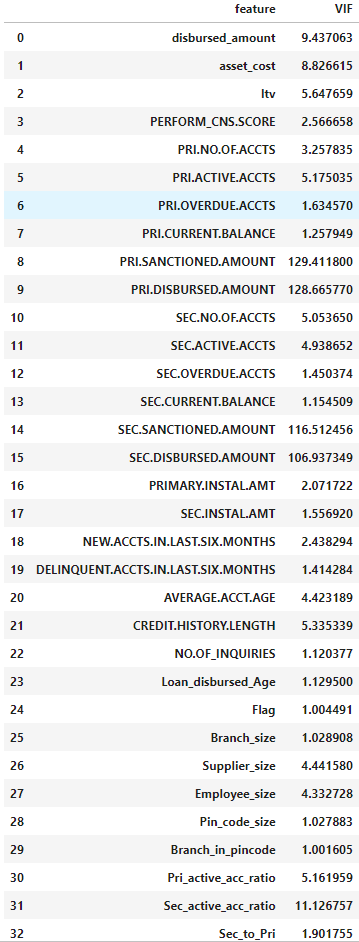 feature VIF
0 disbursed_amount 9.437063
1 asset_cost 8.826615
2 ltv 5.647659
3 PERFORM_CNS.SCORE 2.566658
4 PRI.NO.OF.ACCTS 3.257835
5 PRI.ACTIVE.ACCTS 5.175035
6 PRI.OVERDUE.ACCTS 1.634570
7 PRI.CURRENT.BALANCE 1.257949
8 PRI.SANCTIONED.AMOUNT 129.411800
9 PRI.DISBURSED.AMOUNT 128.665770
10 SEC.NO.OF.ACCTS 5.053650
11 SEC.ACTIVE.ACCTS 4.938652
12 SEC.OVERDUE.ACCTS 1.450374
13 SEC.CURRENT.BALANCE 1.154509
14 SEC.SANCTIONED.AMOUNT 116.512456
15 SEC.DISBURSED.AMOUNT 106.937349
16 PRIMARY.INSTAL.AMT 2.071722
17 SEC.INSTAL.AMT 1.556920
18 NEW.ACCTS.IN.LAST.SIX.MONTHS 2.438294
19 DELINQUENT.ACCTS.IN.LAST.SIX.MONTHS 1.414284
20 AVERAGE.ACCT.AGE 4.423189
21 CREDIT.HISTORY.LENGTH 5.335339
22 NO.OF_INQUIRIES 1.120377
23 Loan_disbursed_Age 1.129500
24 Flag 1.004491
25 Branch_size 1.028908
26 Supplier_size 4.441580
27 Employee_size 4.332728
28 Pin_code_size 1.027883
29 Branch_in_pincode 1.001605
30 Pri_active_acc_ratio 5.161959
31 Sec_active_acc_ratio 11.126757
32 Sec_to_Pri 1.901755